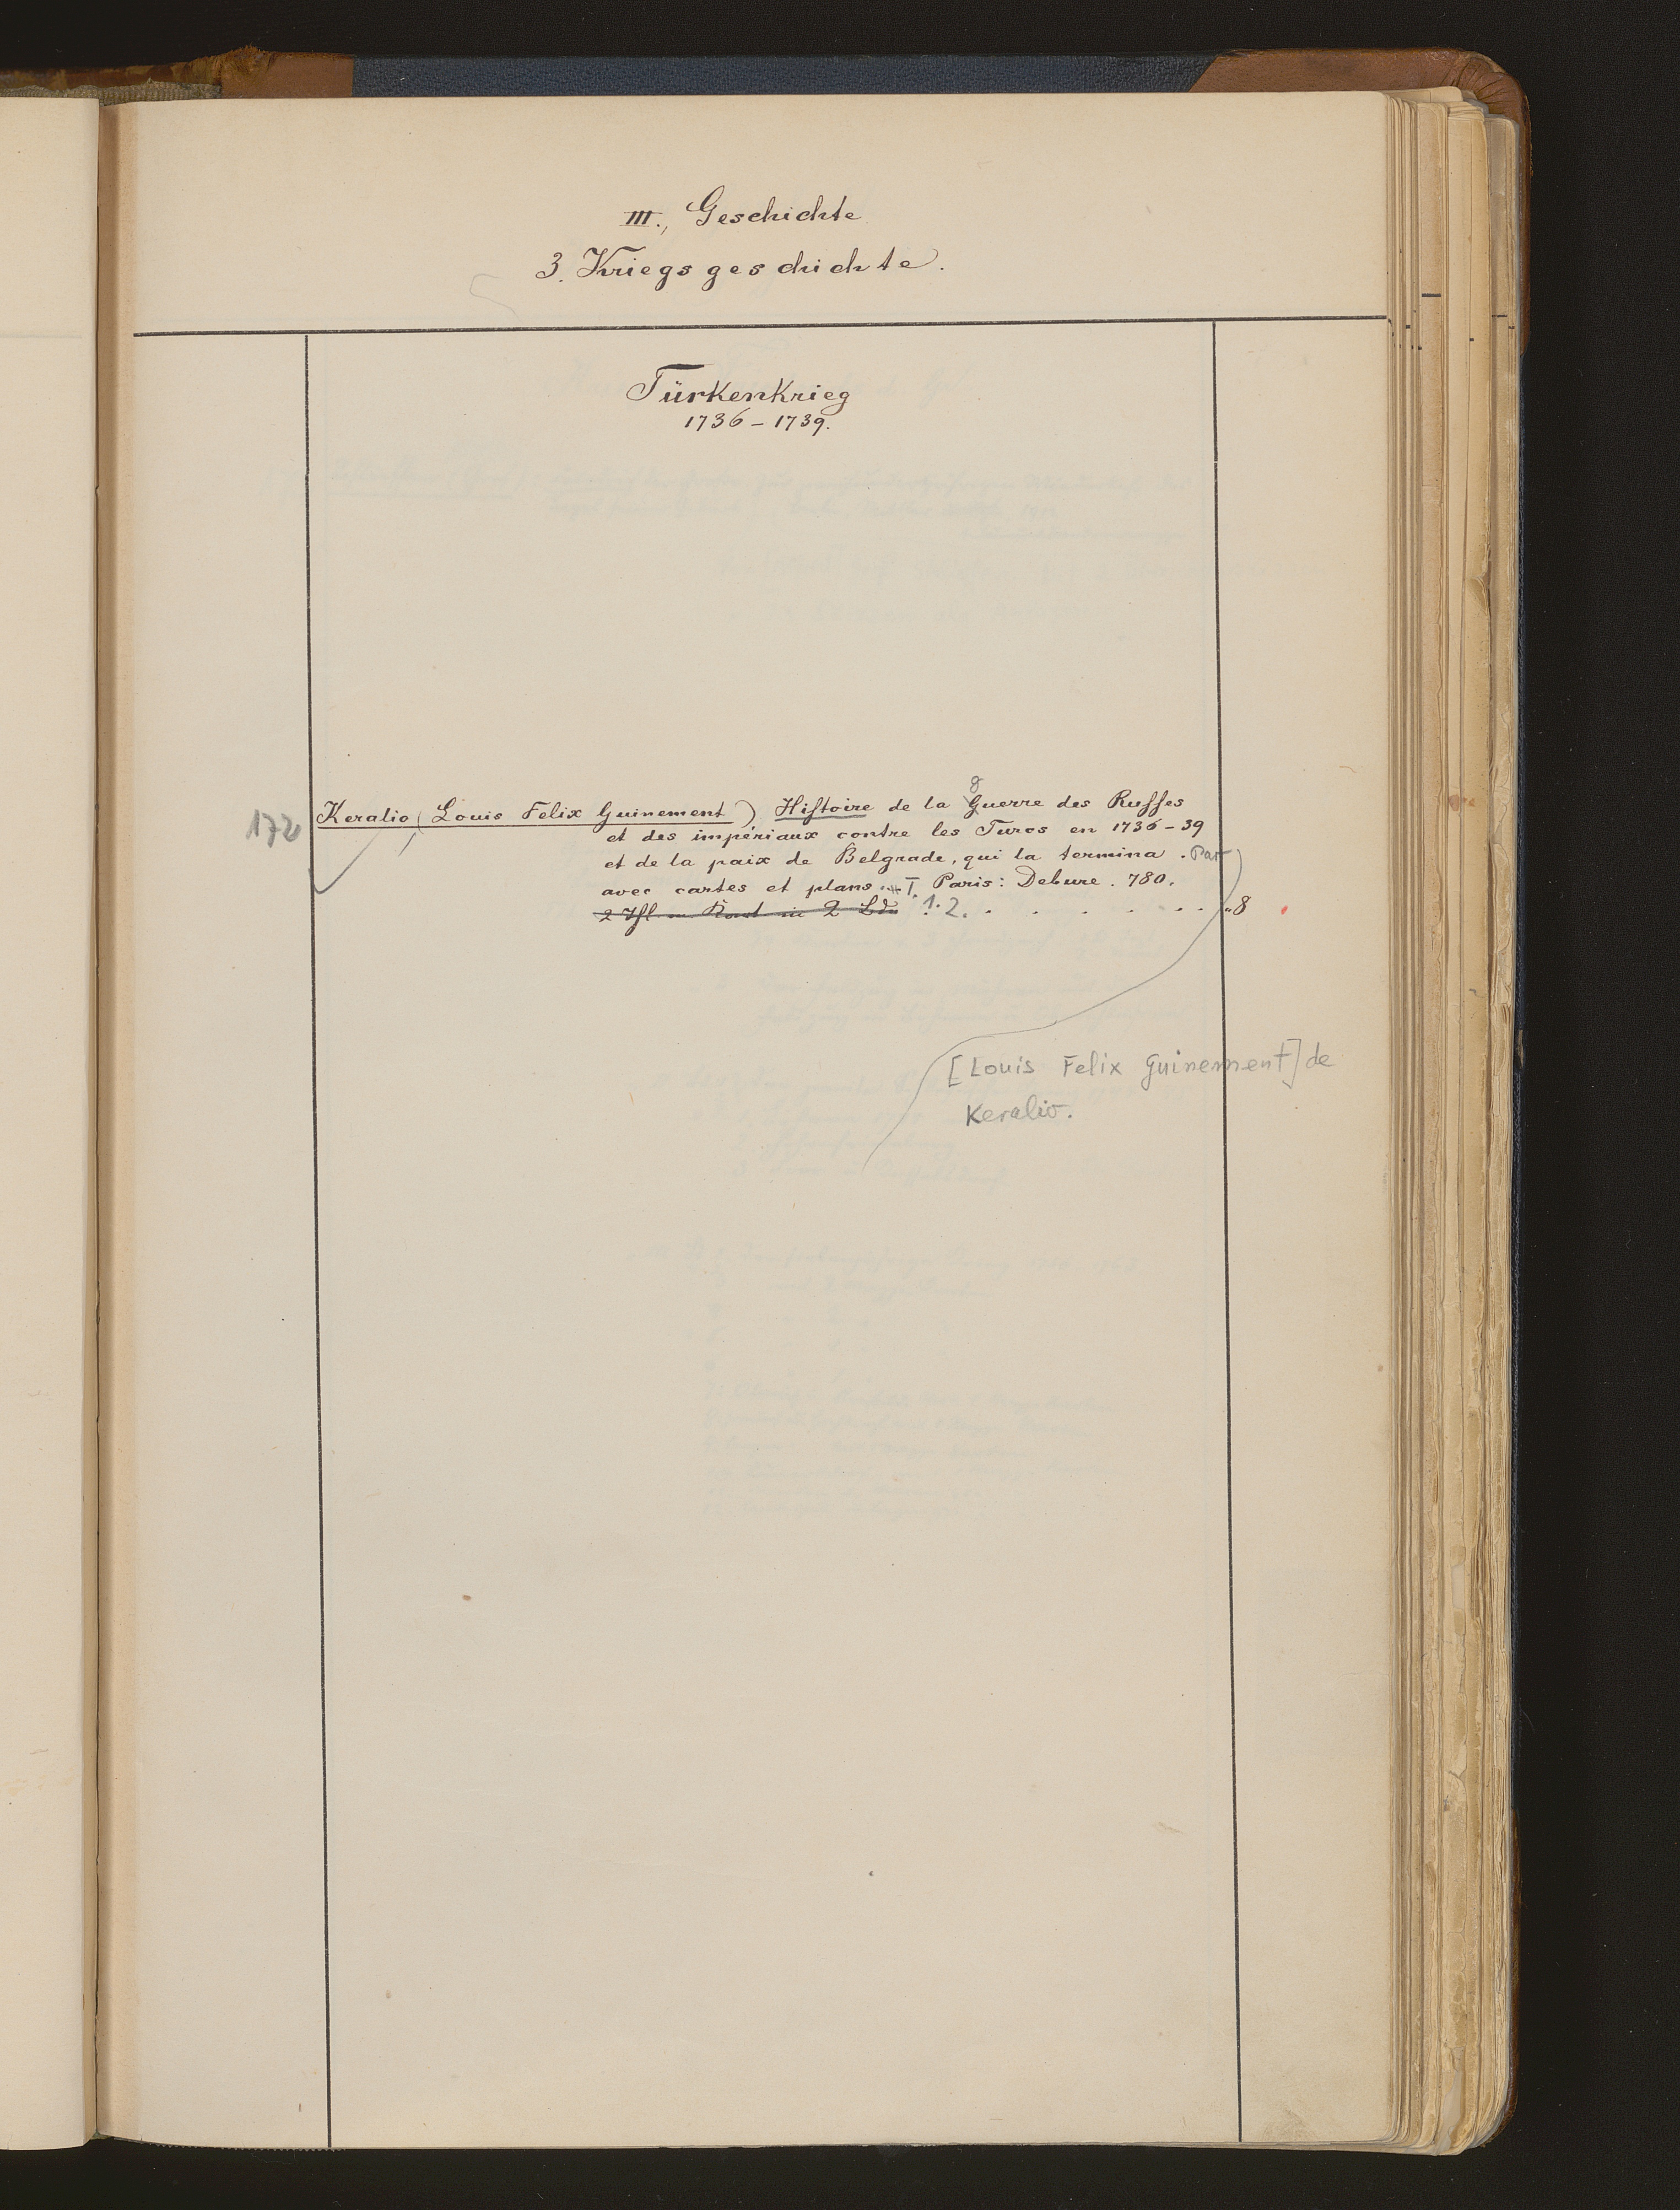 III., Geschichte
3. Kriegsgeschichte.
Türkenkrieg
1736 – 1739.
172
g
Keralio (Louis Felix Guinement) Hiſtoire de la Guerre des Ruſſes
et des impériaux contre les Turcs en 1736 – 39
et de la paix de Belgrade, qui la termina. Par
avec cartes et plans. T. Paris: Debure. 780.
1. 2. . . . . . . . 8
[Louis Felix Guinement] de
Keralio.